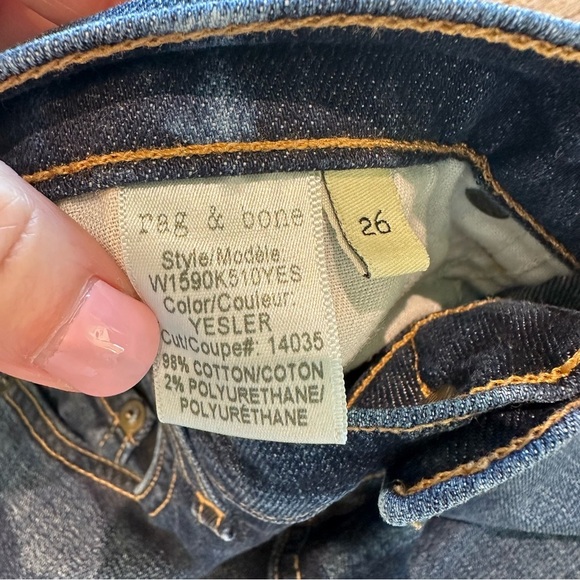 rag & bone
Style/Modèle
W1590K510YES
Color/Couleur:
YESLER
Cut/Coupe#: 14035
98% COTTON/COTON
2% POLYURETHANE/
POLYURÉTHANE
26